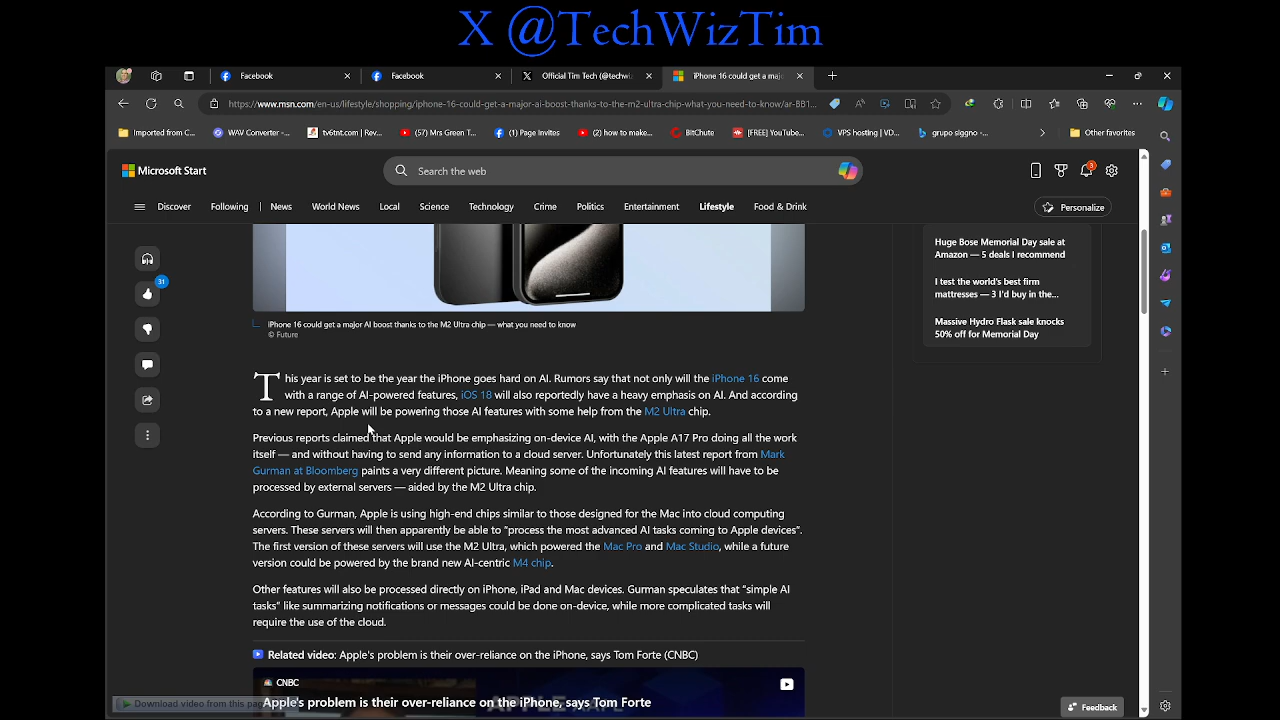 X @TechWizTim
Facebook
Facebook
Official Tim Tech (@techwi
iPhone 16 could get a maj
https://www.msn.com/en-us/lifestyle/shopping/iphone-16-could-get-a-major-ai-boost-thanks-to-the-m2-ultra-chip-what-you-need-to-know/ar-BB1...
Imported from C...
WAV Converter -...
tv6tnt.com | Rev...
(57) Mrs Green T...
(1) Page Invites
(2) how to make...
BitChute
[FREE] YouTube...
VPS hosting | VD...
grupo siggno -...
Other favorites
Microsoft Start
Search the web
3
Discover
Following
News
World News
Local
Science
Technology
Crime
Politics
Entertainment
Lifestyle
Food & Drink
Personalize
31
iPhone 16 could get a major AI boost thanks to the M2 Ultra chip — what you need to know
© Future
This year is set to be the year the iPhone goes hard on AI. Rumors say that not only will the iPhone 16 come
with a range of AI-powered features, iOS 18 will also reportedly have a heavy emphasis on AI. And according
to a new report, Apple will be powering those AI features with some help from the M2 Ultra chip.
Previous reports claimed that Apple would be emphasizing on-device AI, with the Apple A17 Pro doing all the work
itself — and without having to send any information to a cloud server. Unfortunately this latest report from Mark
Gurman at Bloomberg paints a very different picture. Meaning some of the incoming AI features will have to be
processed by external servers — aided by the M2 Ultra chip.
According to Gurman, Apple is using high-end chips similar to those designed for the Mac into cloud computing
servers. These servers will then apparently be able to “process the most advanced AI tasks coming to Apple devices”.
The first version of these servers will use the M2 Ultra, which powered the Mac Pro and Mac Studio, while a future
version could be powered by the brand new AI-centric M4 chip.
Other features will also be processed directly on iPhone, iPad and Mac devices. Gurman speculates that “simple AI
tasks” like summarizing notifications or messages could be done on-device, while more complicated tasks will
require the use of the cloud.
Related video: Apple's problem is their over-reliance on the iPhone, says Tom Forte (CNBC)
CNBC
Apple's problem is their over-reliance on the iPhone, says Tom Forte
Download video from this pag
Huge Bose Memorial Day sale at
Amazon — 5 deals I recommend
I test the world's best firm
mattresses — 3 I'd buy in the...
Massive Hydro Flask sale knocks
50% off for Memorial Day
Feedback